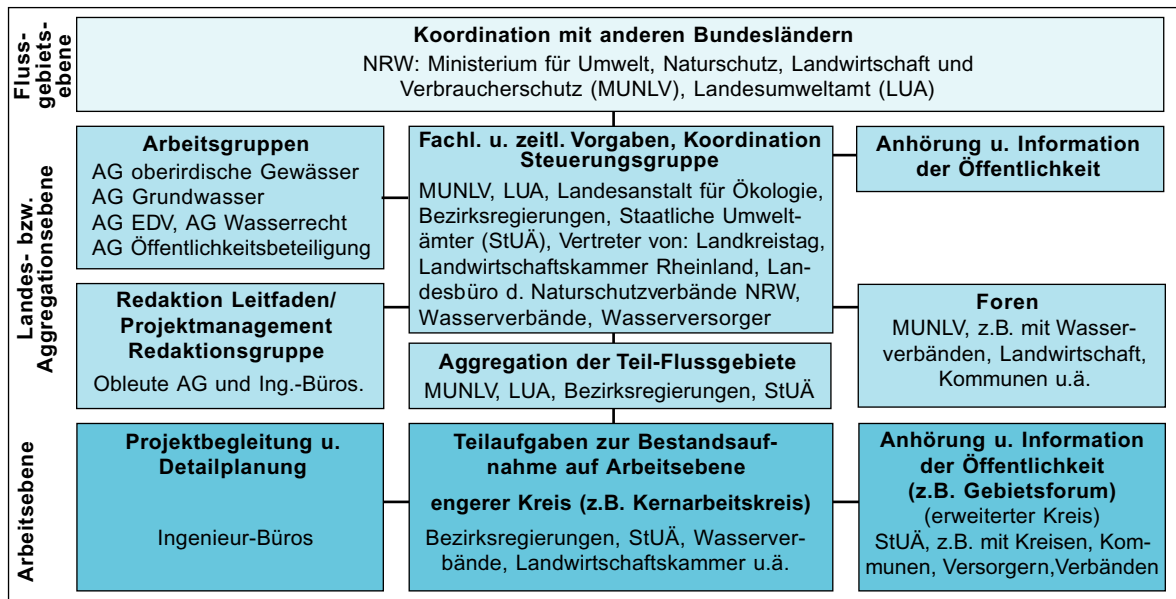 Fluss-
gebiets-
ebene
Koordination mit anderen Bundesländern
NRW: Ministerium für Umwelt, Naturschutz, Landwirtschaft und
Verbraucherschutz (MUNLV), Landesumweltamt (LUA)
Landes- bzw.
Aggregationsebene
Arbeitsgruppen
AG oberirdische Gewässer
AG Grundwasser
AG EDV, AG Wasserrecht
AG Öffentlichkeitsbeteiligung
Fachl. u. zeitl. Vorgaben, Koordination
Steuerungsgruppe
MUNLV, LUA, Landesanstalt für Ökologie,
Bezirksregierungen, Staatliche Umwelt-
ämter (StUÄ), Vertreter von: Landkreistag,
Landwirtschaftskammer Rheinland, Lan-
desbüro d. Naturschutzverbände NRW,
Wasserverbände, Wasserversorger
Anhörung u. Information
der Öffentlichkeit
Redaktion Leitfaden/
Projektmanagement
Redaktionsgruppe
Obleute AG und Ing.-Büros.
Aggregation der Teil-Flussgebiete
MUNLV, LUA, Bezirksregierungen, StUÄ
Foren
MUNLV, z.B. mit Wasser-
verbänden, Landwirtschaft,
Kommunen u.ä.
Arbeitsebene
Projektbegleitung u.
Detailplanung
Ingenieur-Büros
Teilaufgaben zur Bestandsauf-
nahme auf Arbeitsebene
engerer Kreis (z.B. Kernarbeitskreis)
Bezirksregierungen, StUÄ, Wasserver-
bände, Landwirtschaftskammer u.ä.
Anhörung u. Information
der Öffentlichkeit
(z.B. Gebietsforum)
(erweiterter Kreis)
StUÄ, z.B. mit Kreisen, Kom-
munen, Versorgern,Verbänden